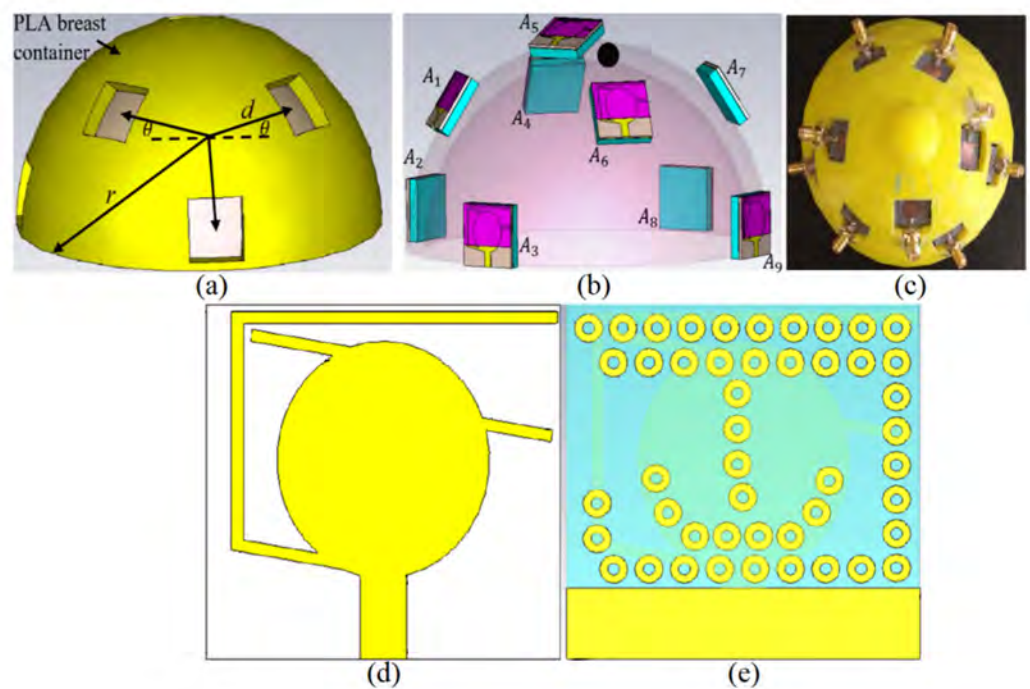 PLA breast
container
d
θ
θ
r
(a)
A5
A1
A7
A4
A6
A2
A8
A3
A9
(b)
(c)
(d)
(e)